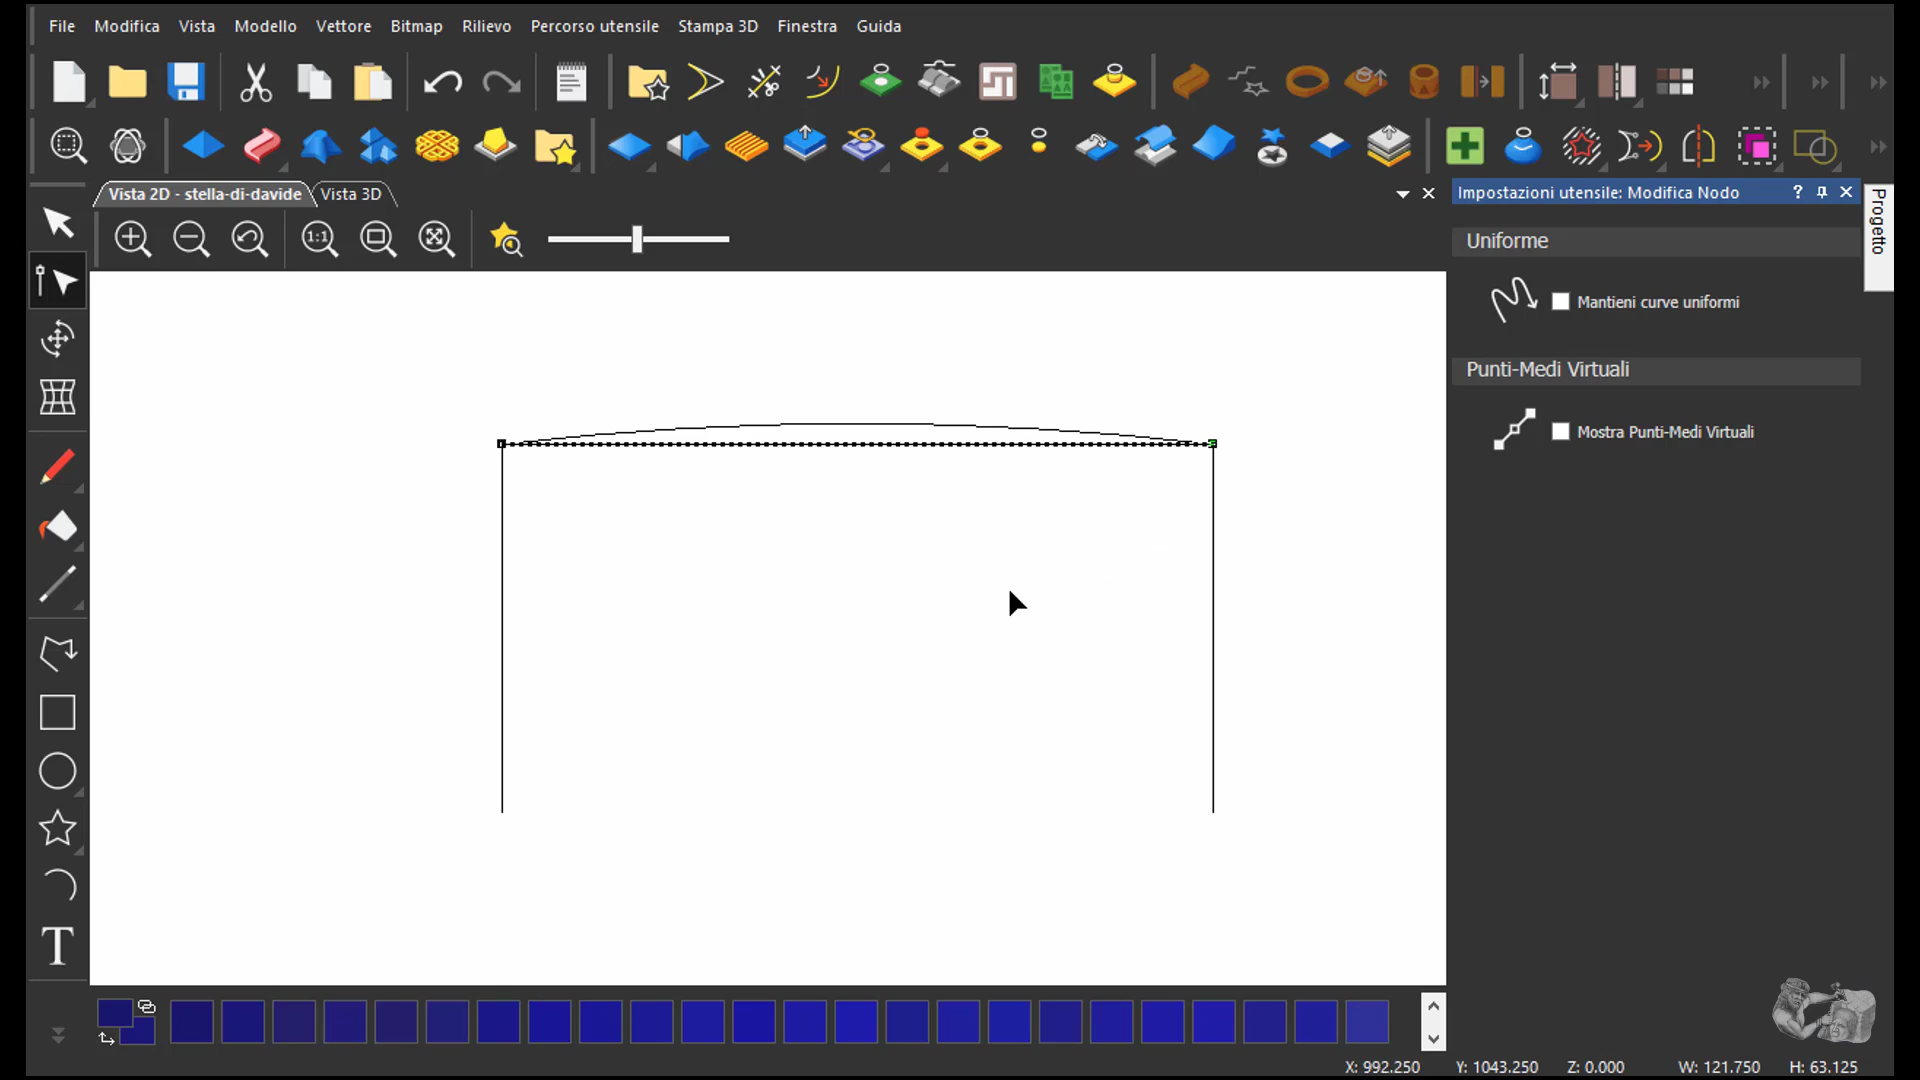 File Modifica Vista Modello Vettore Bitmap Rilievo Percorso utensile Stampa 3D Finestra Guida
Vista 2D - stella-di-davide Vista 3D
1:1
Impostazioni utensile: Modifica Nodo
Progetto
Uniforme
Mantieni curve uniformi
Punti-Medi Virtuali
Mostra Punti-Medi Virtuali
T
X: 992.250 Y: 1043.250 Z: 0.000 W: 121.750 H: 63.125